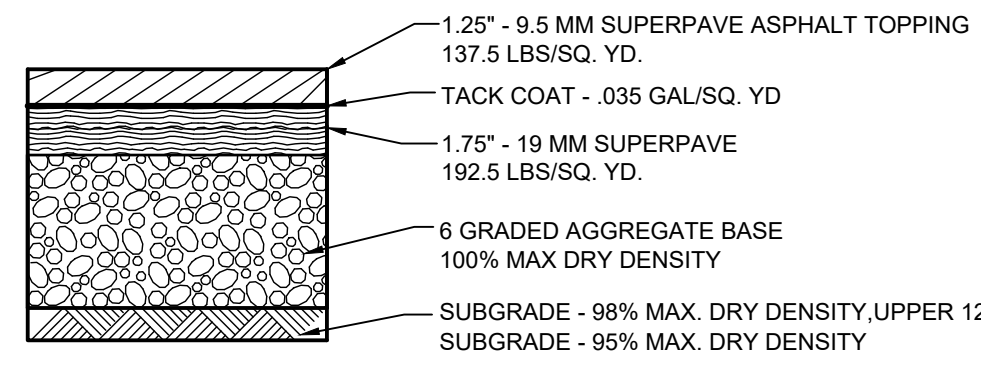 1.25" - 9.5 MM SUPERPAVE ASPHALT TOPPING
137.5 LBS/SQ. YD.
TACK COAT - .035 GAL/SQ. YD
1.75" - 19 MM SUPERPAVE
192.5 LBS/SQ. YD.
6 GRADED AGGREGATE BASE
100% MAX DRY DENSITY
SUBGRADE - 98% MAX. DRY DENSITY,UPPER 12
SUBGRADE - 95% MAX. DRY DENSITY